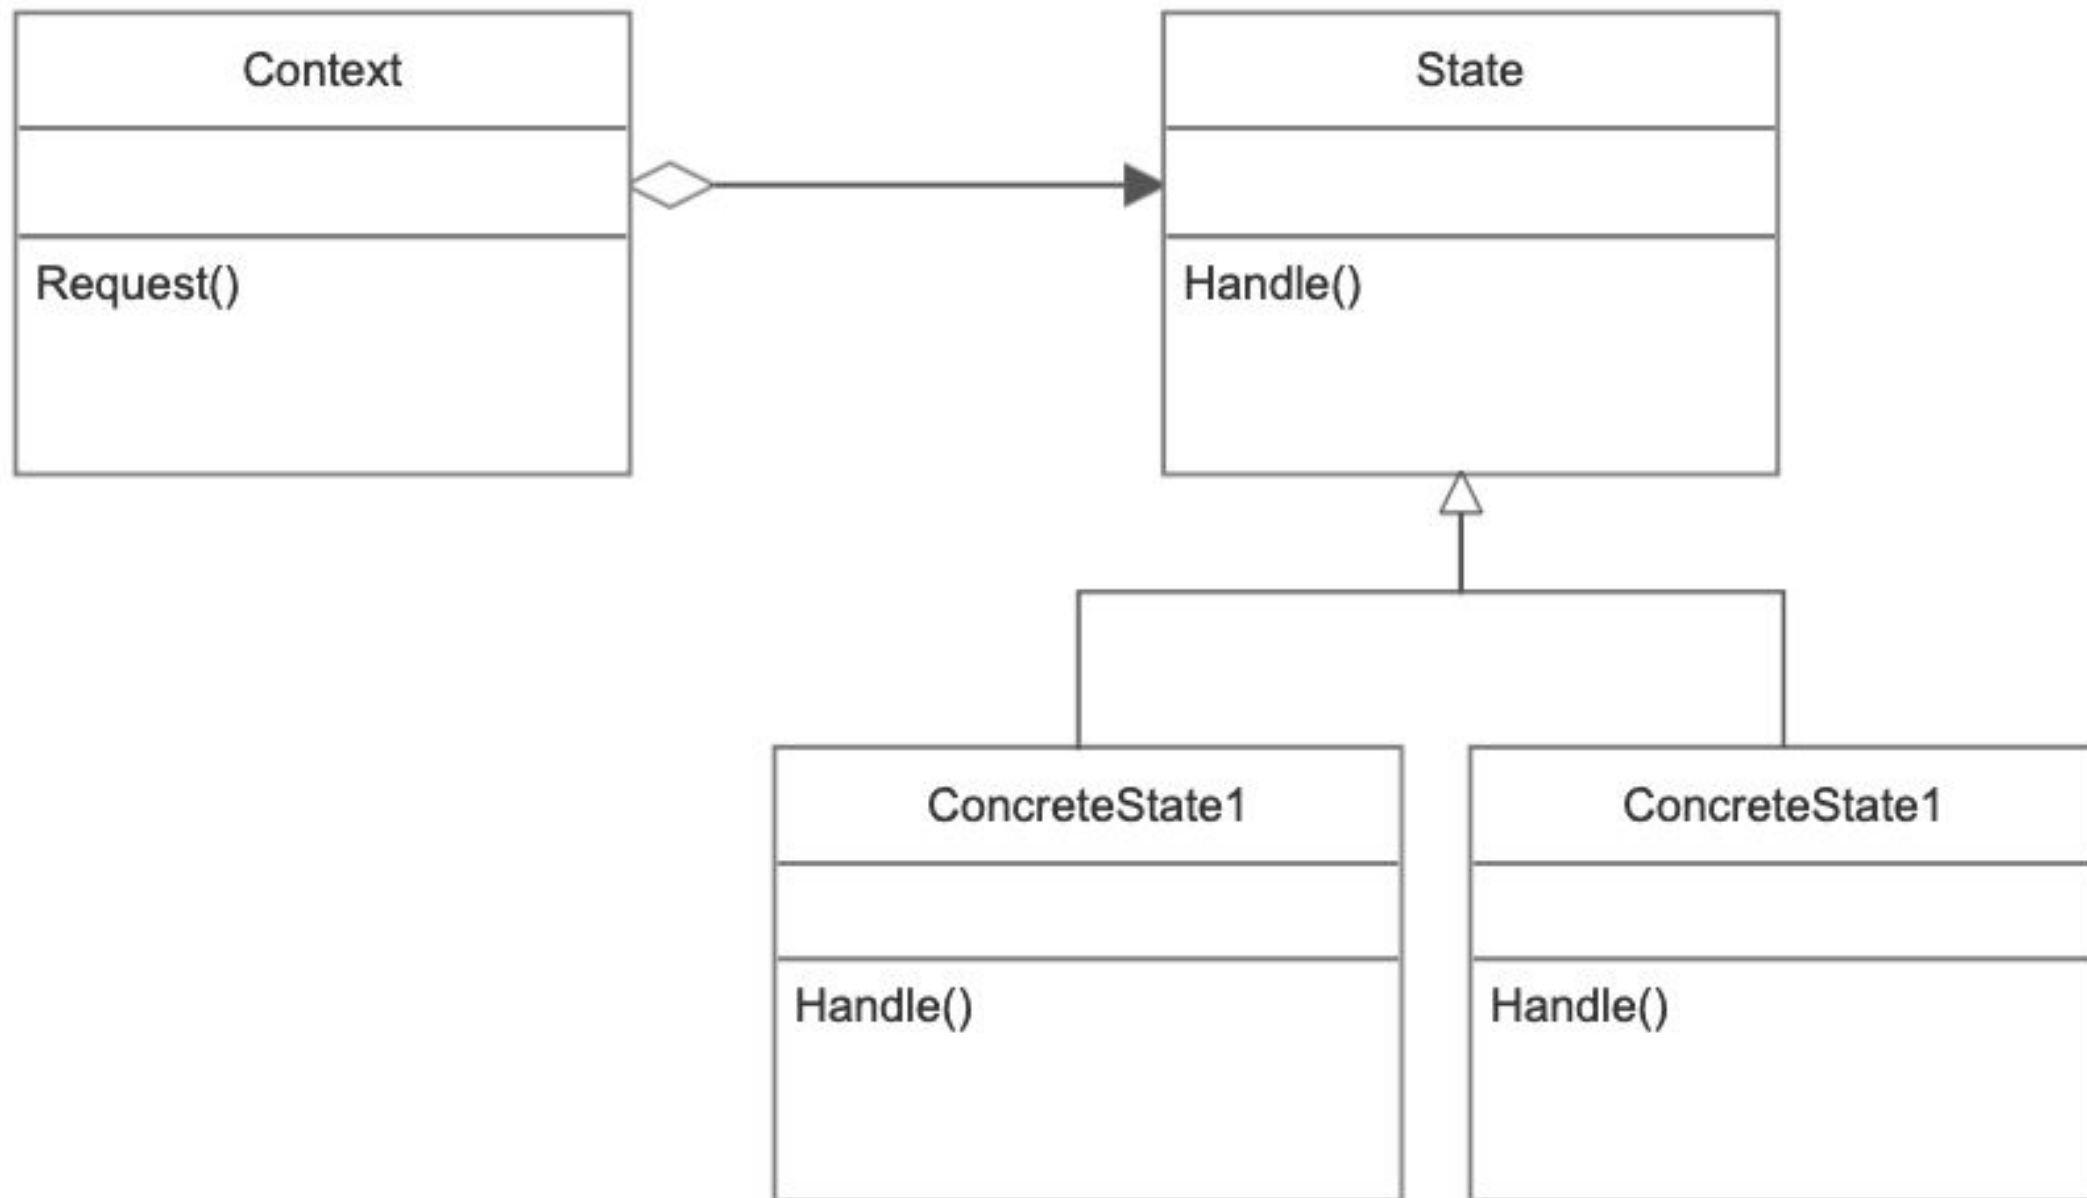 Context
State
Request()
Handle()
ConcreteState1
ConcreteState1
Handle()
Handle()